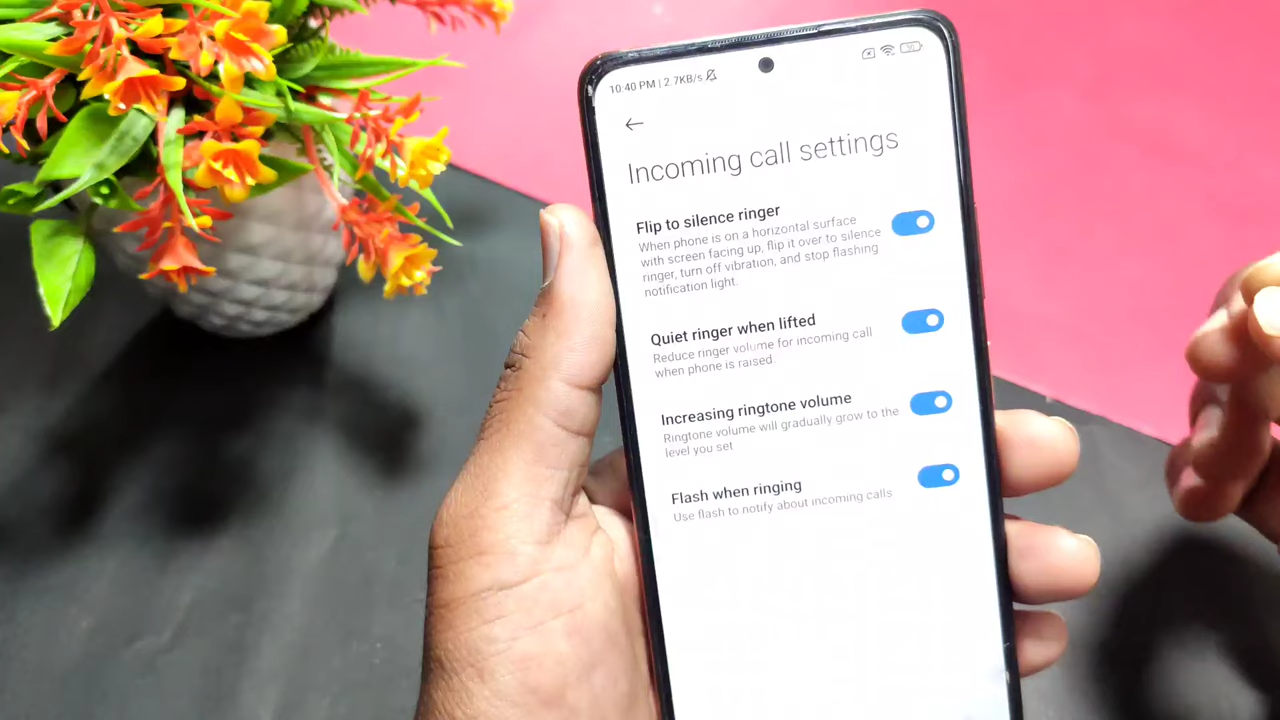 10:40 PM | 2.7KB/s
Incoming call settings
Flip to silence ringer
When phone is on a horizontal surface
with screen facing up, flip it over to silence
ringer, turn off vibration, and stop flashing
notification light.
Quiet ringer when lifted
Reduce ringer volume for incoming call
when phone is raised.
Increasing ringtone volume
Ringtone volume will gradually grow to the
level you set
Flash when ringing
Use flash to notify about incoming calls